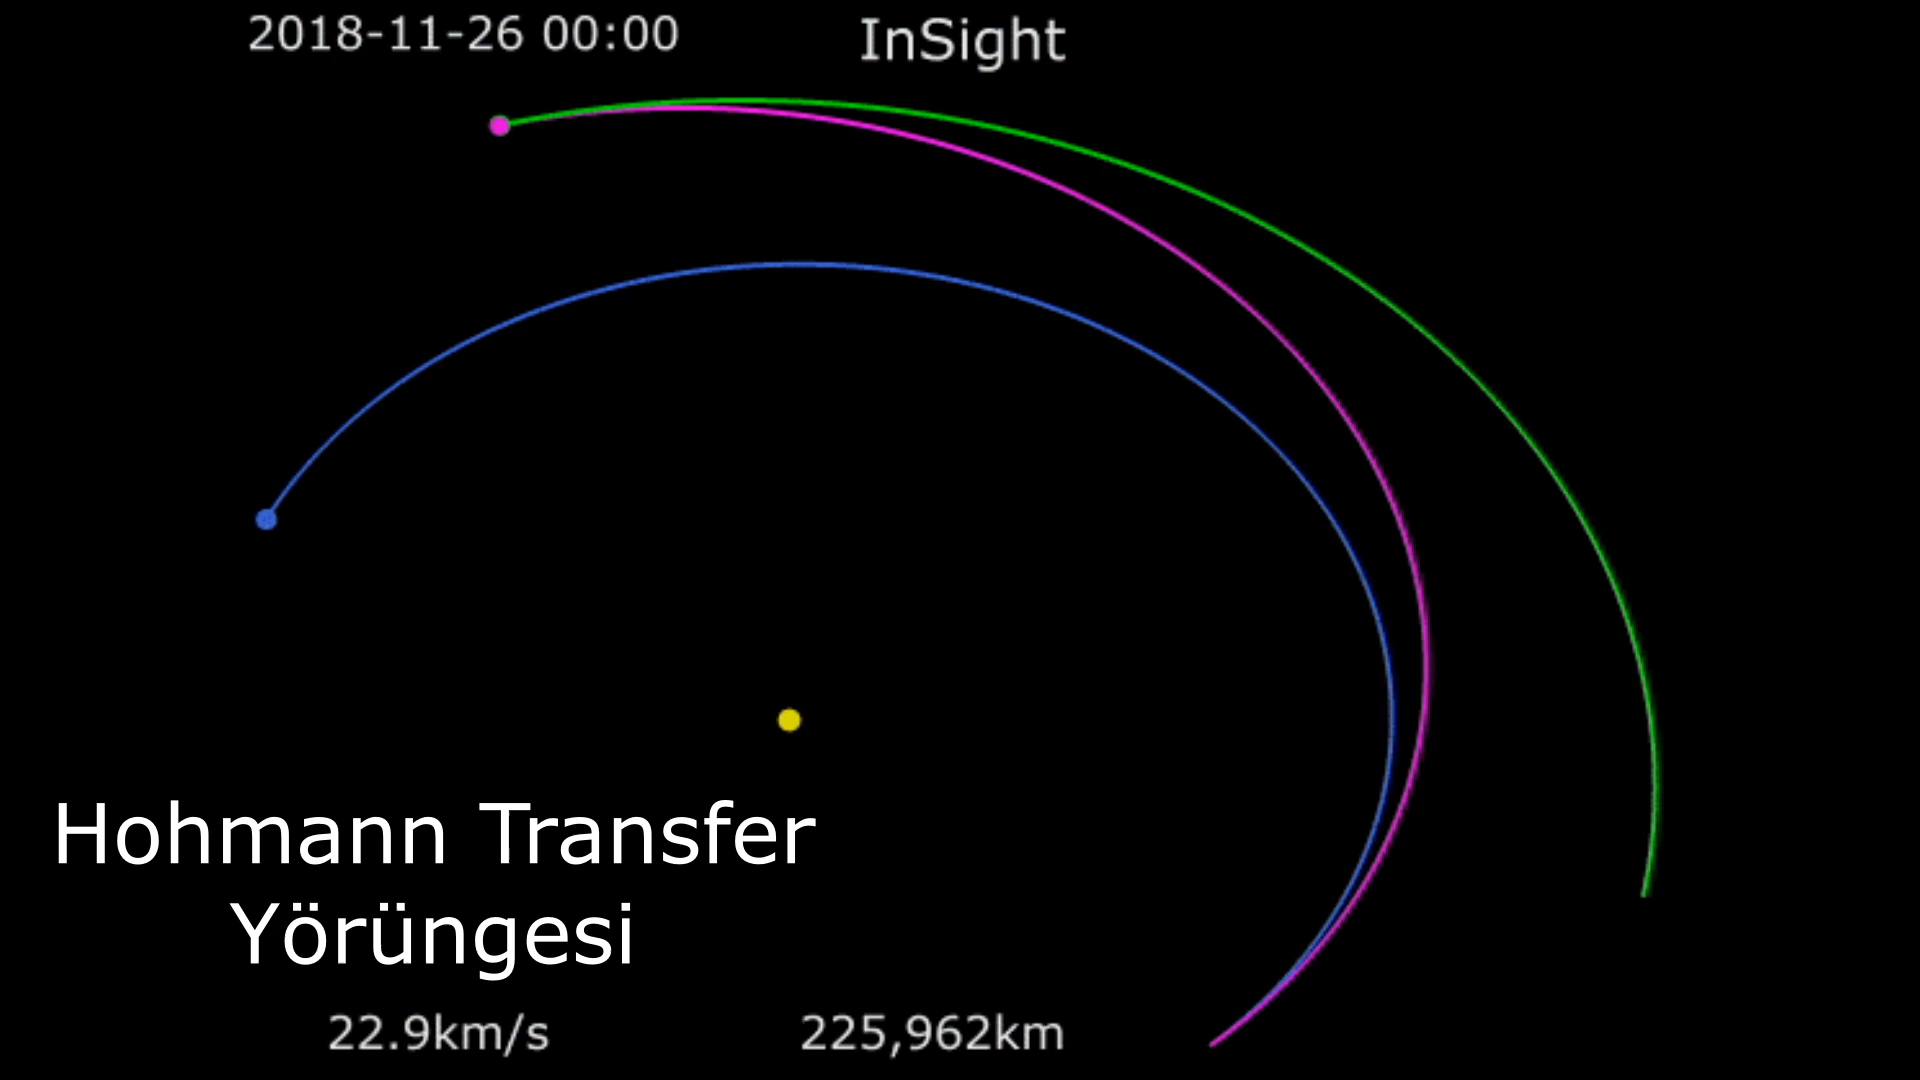 2018-11-26 00:00
InSight
Hohmann Transfer
Yörüngesi
22.9km/s
225,962km